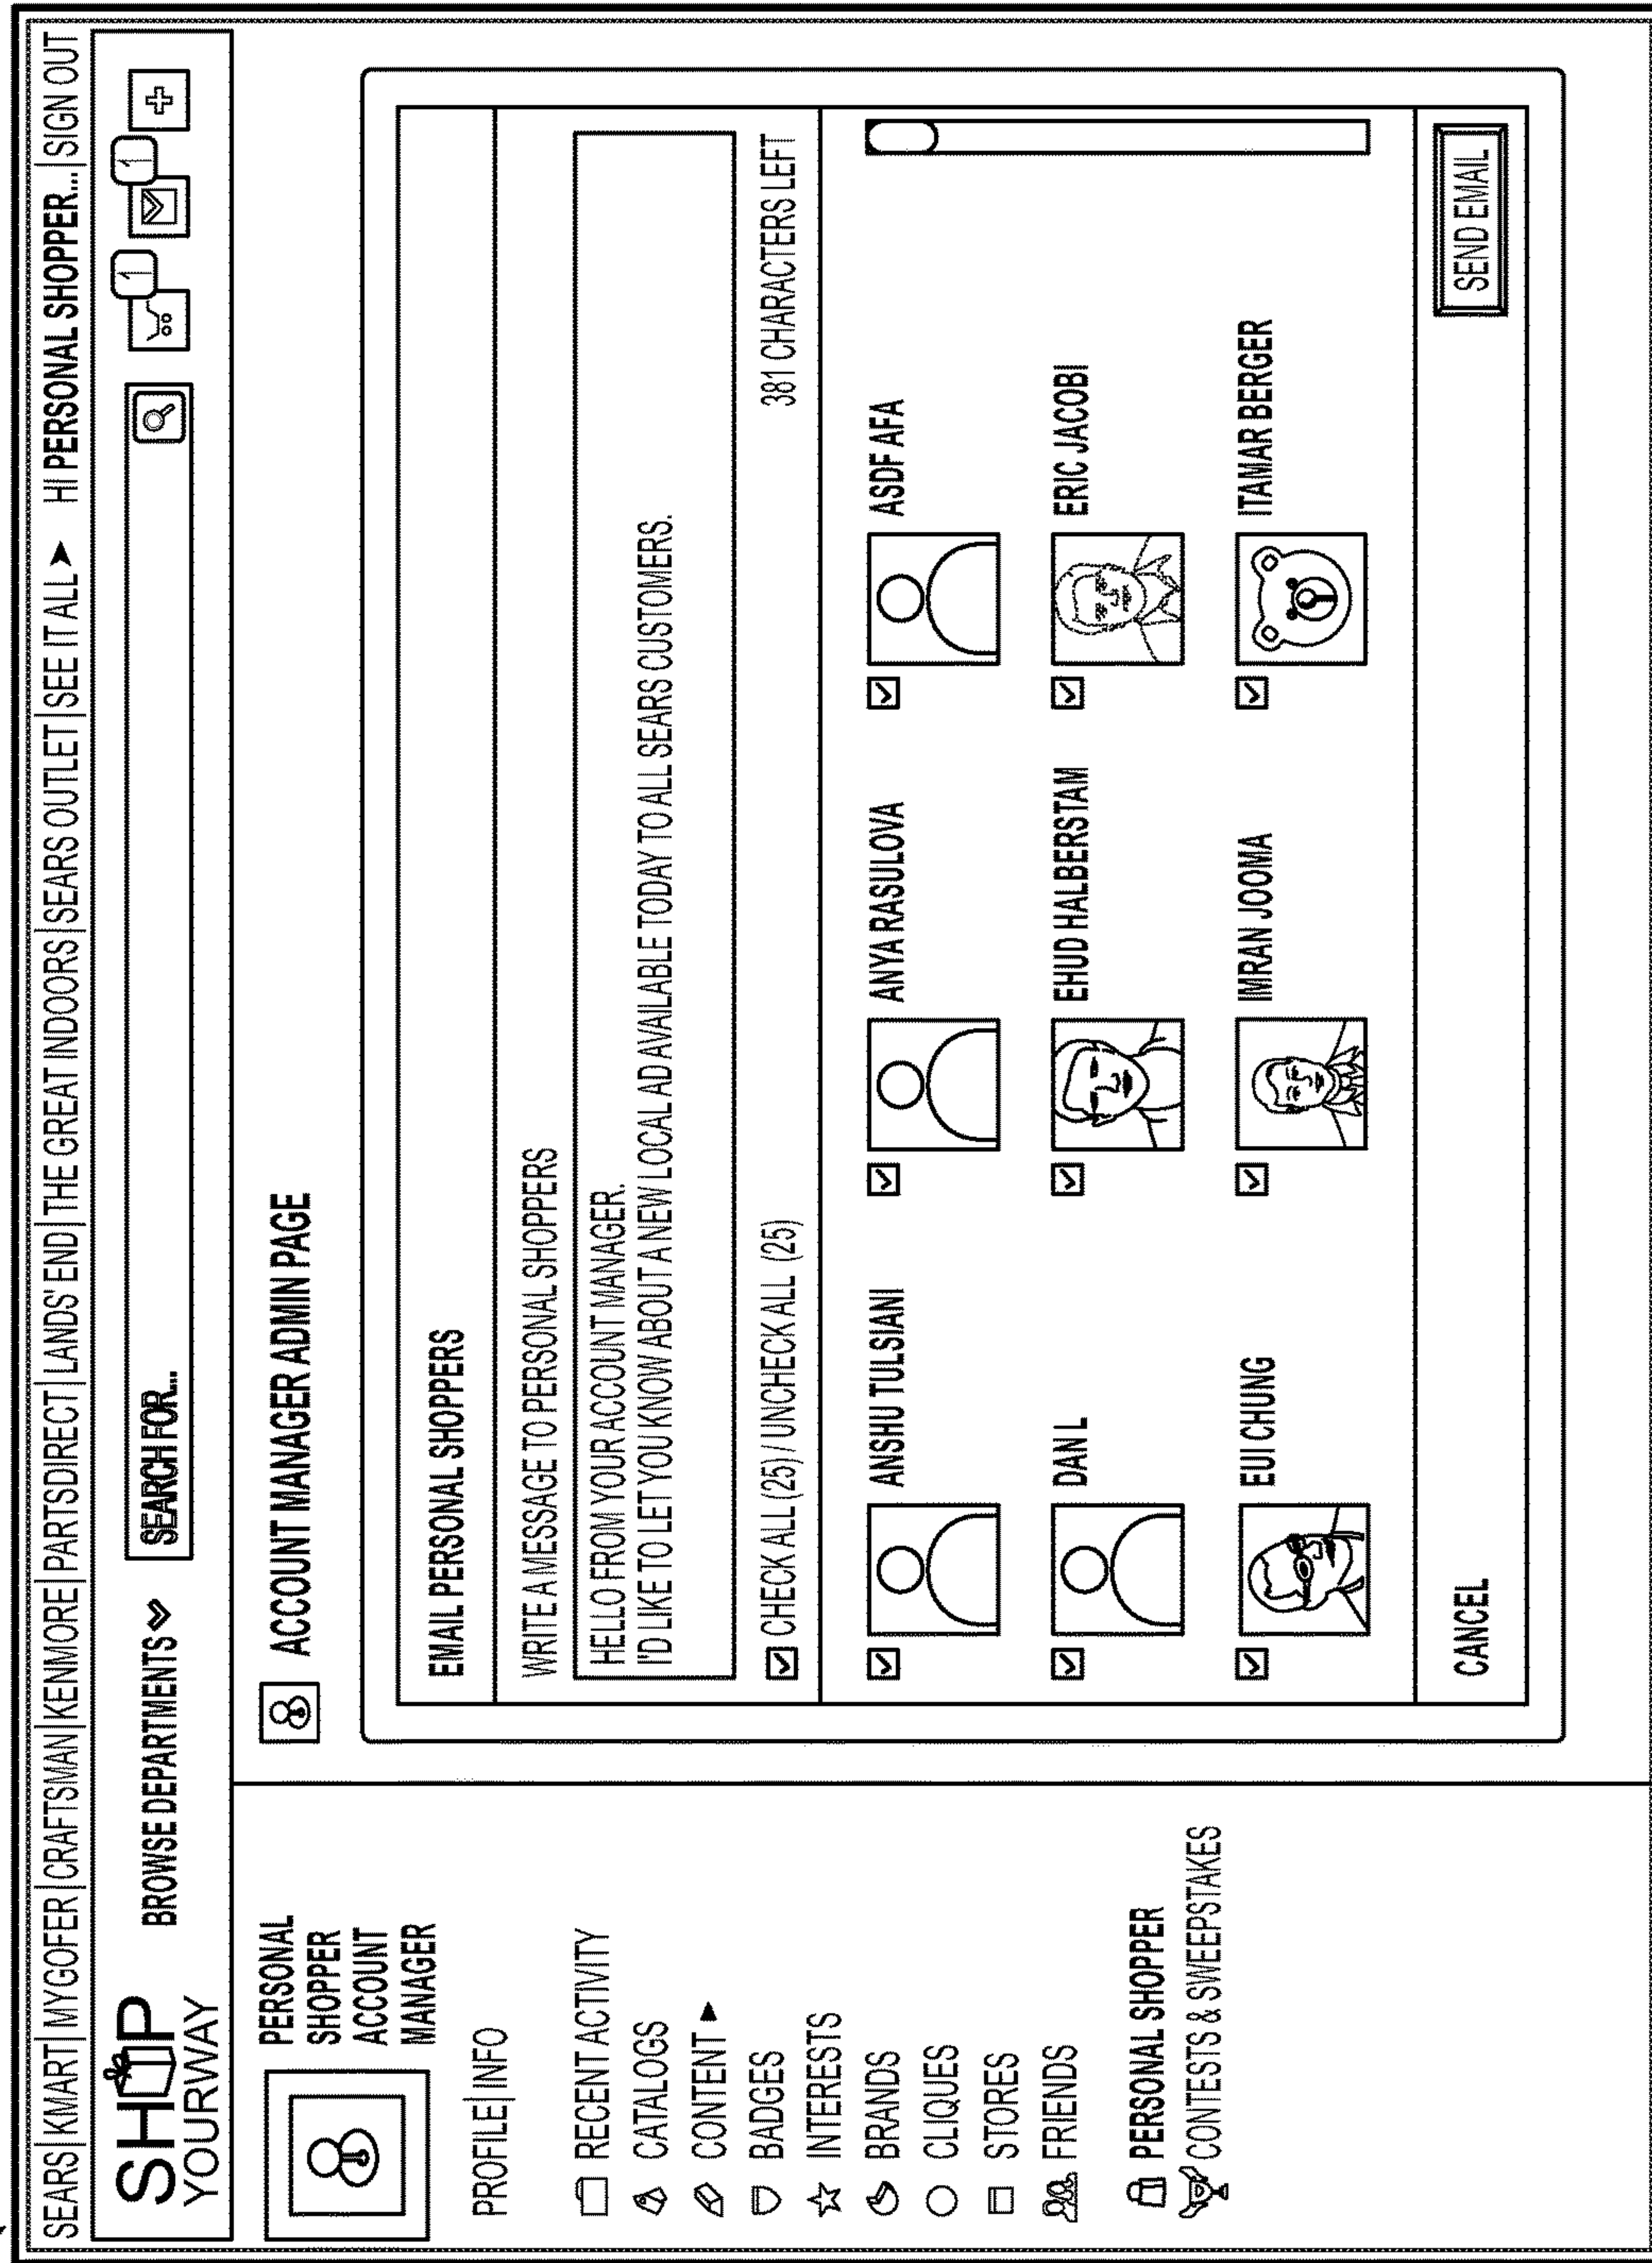 SEARS | KMART | MYGOFER | CRAFTSMAN | KENMORE | PARTSDIRECT | LANDS' END | THE GREAT INDOORS | SEARS OUTLET | SEE IT ALL ➤ HI PERSONAL SHOPPER... | SIGN OUT
SHIP
YOURWAY
BROWSE DEPARTMENTS
SEARCH FOR...
1
1
PERSONAL
SHOPPER
ACCOUNT
MANAGER
PROFILE | INFO
RECENT ACTIVITY
CATALOGS
CONTENT ►
BADGES
INTERESTS
BRANDS
CLIQUES
STORES
FRIENDS
PERSONAL SHOPPER
CONTESTS & SWEEPSTAKES
ACCOUNT MANAGER ADMIN PAGE
EMAIL PERSONAL SHOPPERS
WRITE A MESSAGE TO PERSONAL SHOPPERS
HELLO FROM YOUR ACCOUNT MANAGER.
I'D LIKE TO LET YOU KNOW ABOUT A NEW LOCAL AD AVAILABLE TODAY TO ALL SEARS CUSTOMERS.
CHECK ALL (25) / UNCHECK ALL (25) 381 CHARACTERS LEFT
ANSHU TULSIANI ANYA RASULOVA ASDF AFA
DAN L EHUD HALBERSTAM ERIC JACOBI
EUI CHUNG IMRAN JOOMA ITAMAR BERGER
CANCEL SEND EMAIL